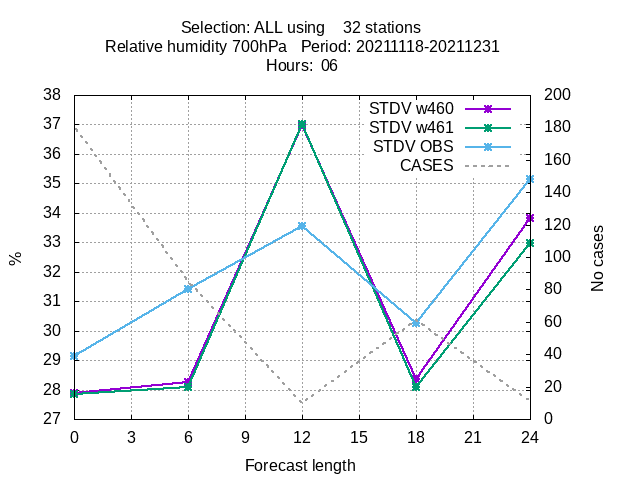 Selection: ALL using    32 stations
Relative humidity 700hPa   Period: 20211118-20211231
Hours:  06
38 200
37 180
36 160
35 140
34 120
33 100
32 80
31 60
30 40
29 20
28 0
27
STDV w460
STDV w461
STDV OBS
CASES
%
No cases
0 3 6 9 12 15 18 21 24
Forecast length